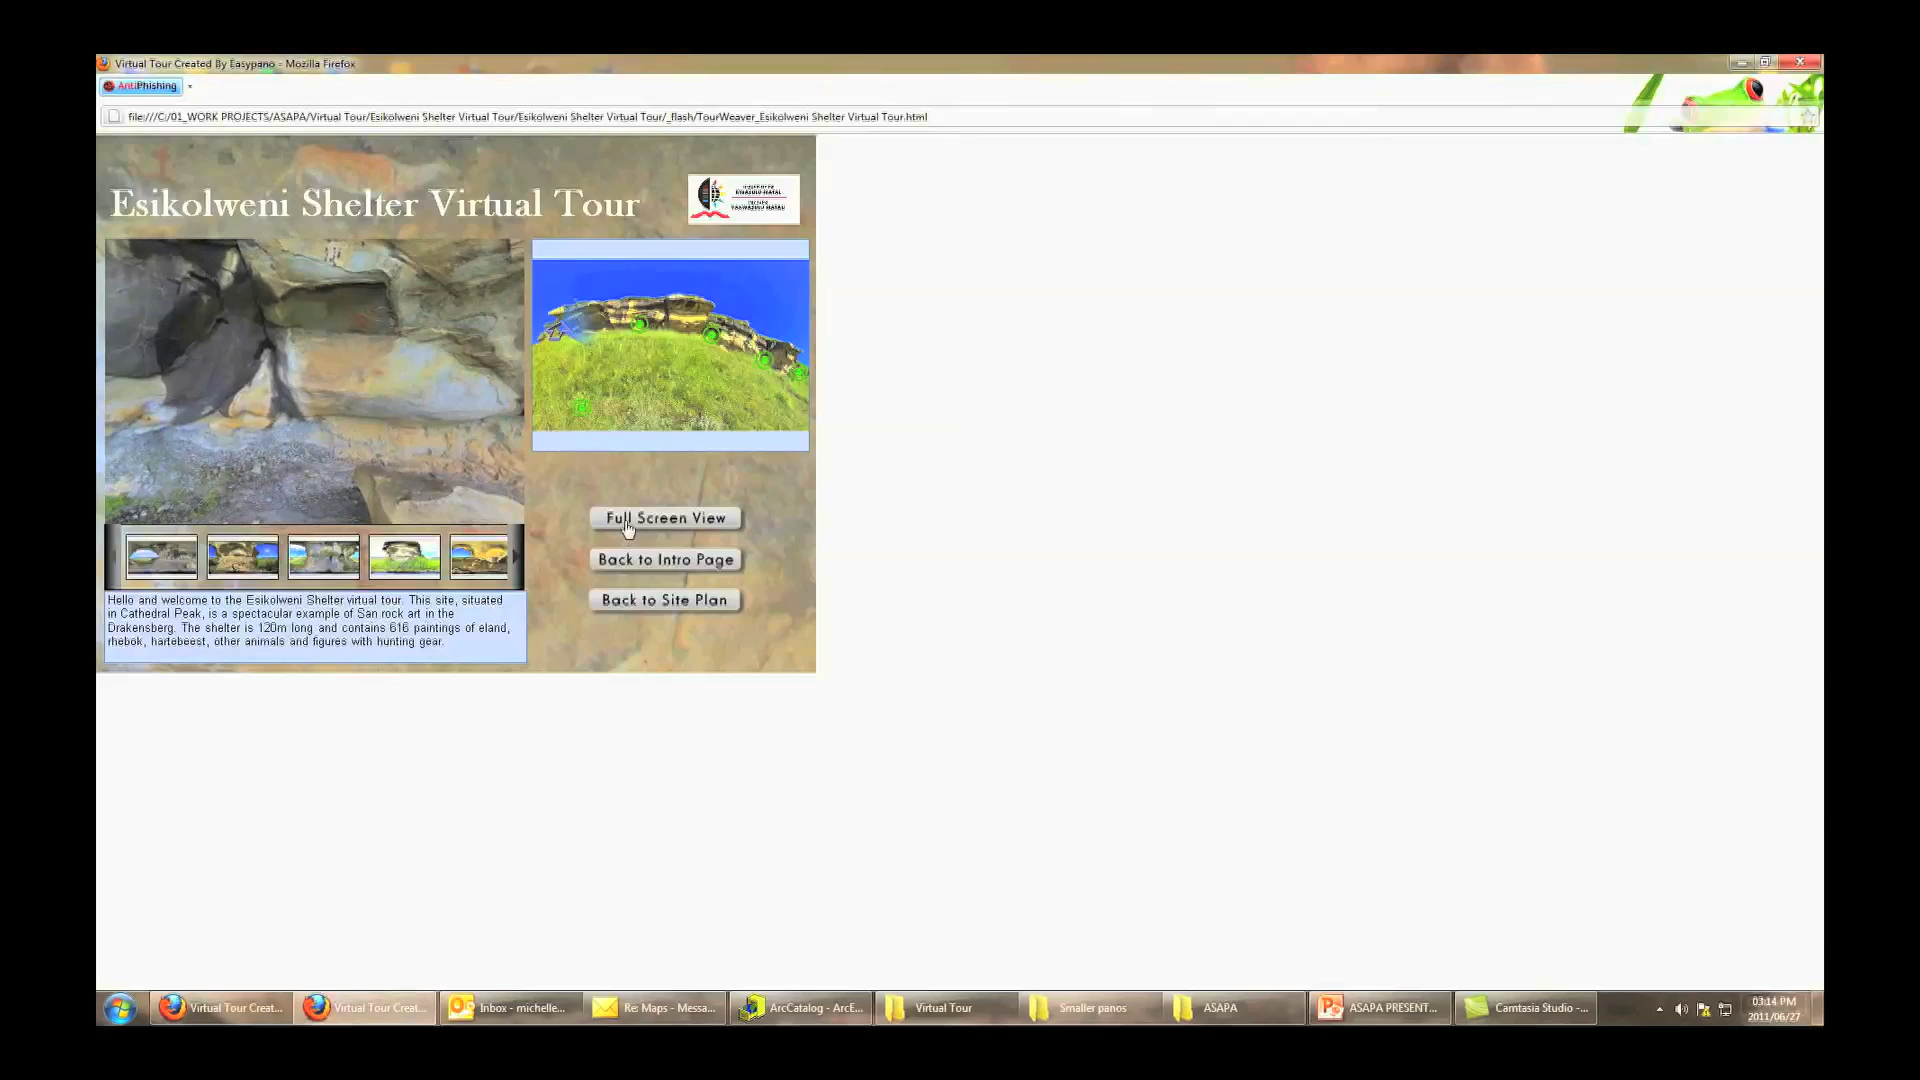 Virtual Tour Created By Easypano - Mozilla Firefox
AntiPhishing
file:///C:/01_WORK PROJECTS/ASAPA/Virtual Tour/Esikolweni Shelter Virtual Tour/Esikolweni Shelter Virtual Tour/_flash/TourWeaver_Esikolweni Shelter Virtual Tour.html
Esikolweni Shelter Virtual Tour
Full Screen View
Back to Intro Page
Back to Site Plan
Hello and welcome to the Esikolweni Shelter virtual tour. This site, situated
in Cathedral Peak, is a spectacular example of San rock art in the
Drakensberg. The shelter is 120m long and contains 616 paintings of eland,
rhebok, hartebeest, other animals and figures with hunting gear.
Virtual Tour Creat...
Virtual Tour Creat...
Inbox - michelle...
Re: Maps - Messa...
ArcCatalog - ArcE...
Virtual Tour
Smaller panos
ASAPA
ASAPA PRESENT...
Camtasia Studio -...
03:14 PM
2011/06/27